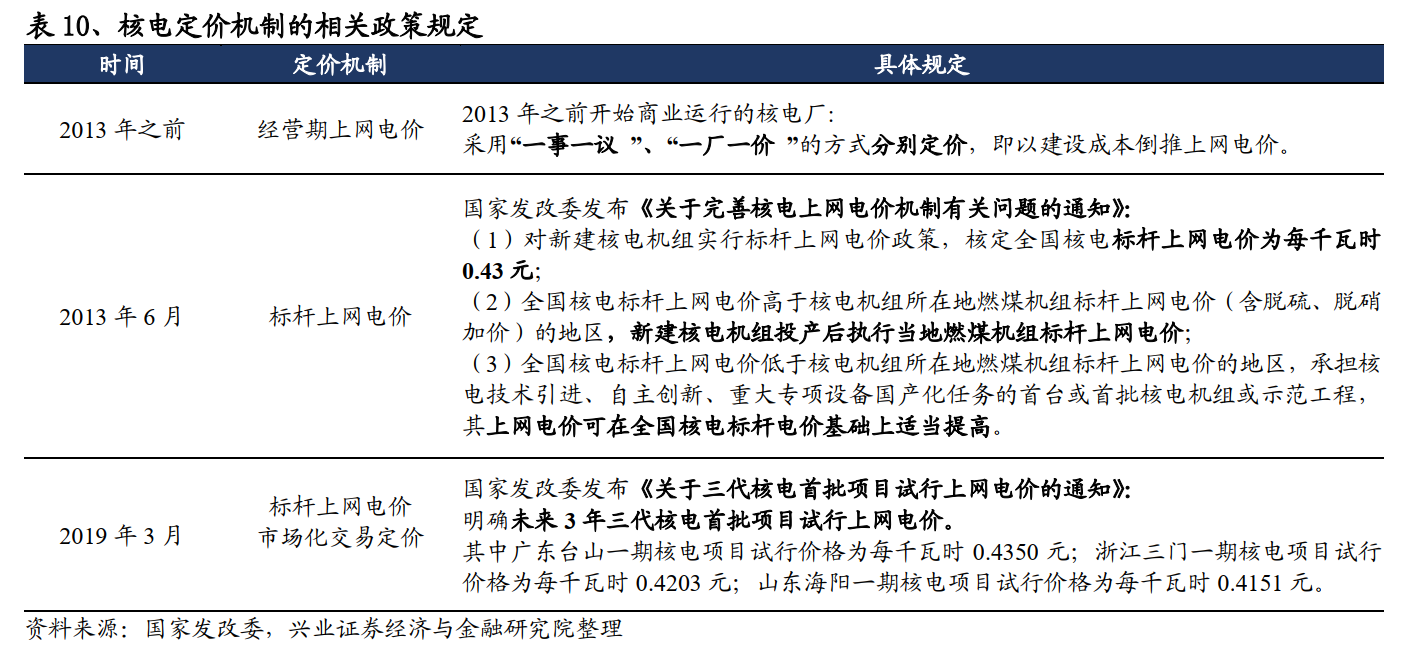 表 10、核电定价机制的相关政策规定
时间 定价机制 具体规定
2013 年之前 经营期上网电价
2013 年之前开始商业运行的核电厂：
采用“一事一议 ”、“一厂一价 ”的方式分别定价，即以建设成本倒推上网电价。
2013 年 6 月 标杆上网电价
国家发改委发布《关于完善核电上网电价机制有关问题的通知》：
（1）对新建核电机组实行标杆上网电价政策，核定全国核电标杆上网电价为每千瓦时
0.43 元；
（2）全国核电标杆上网电价高于核电机组所在地燃煤机组标杆上网电价（含脱硫、脱硝
加价）的地区，新建核电机组投产后执行当地燃煤机组标杆上网电价；
（3）全国核电标杆上网电价低于核电机组所在地燃煤机组标杆上网电价的地区，承担核
电技术引进、自主创新、重大专项设备国产化任务的首台或首批核电机组或示范工程，
其上网电价可在全国核电标杆电价基础上适当提高。
2019 年 3 月
标杆上网电价
市场化交易定价
国家发改委发布《关于三代核电首批项目试行上网电价的通知》：
明确未来 3 年三代核电首批项目试行上网电价。
其中广东台山一期核电项目试行价格为每千瓦时 0.4350 元；浙江三门一期核电项目试行
价格为每千瓦时 0.4203 元；山东海阳一期核电项目试行价格为每千瓦时 0.4151 元。
资料来源：国家发改委，兴业证券经济与金融研究院整理